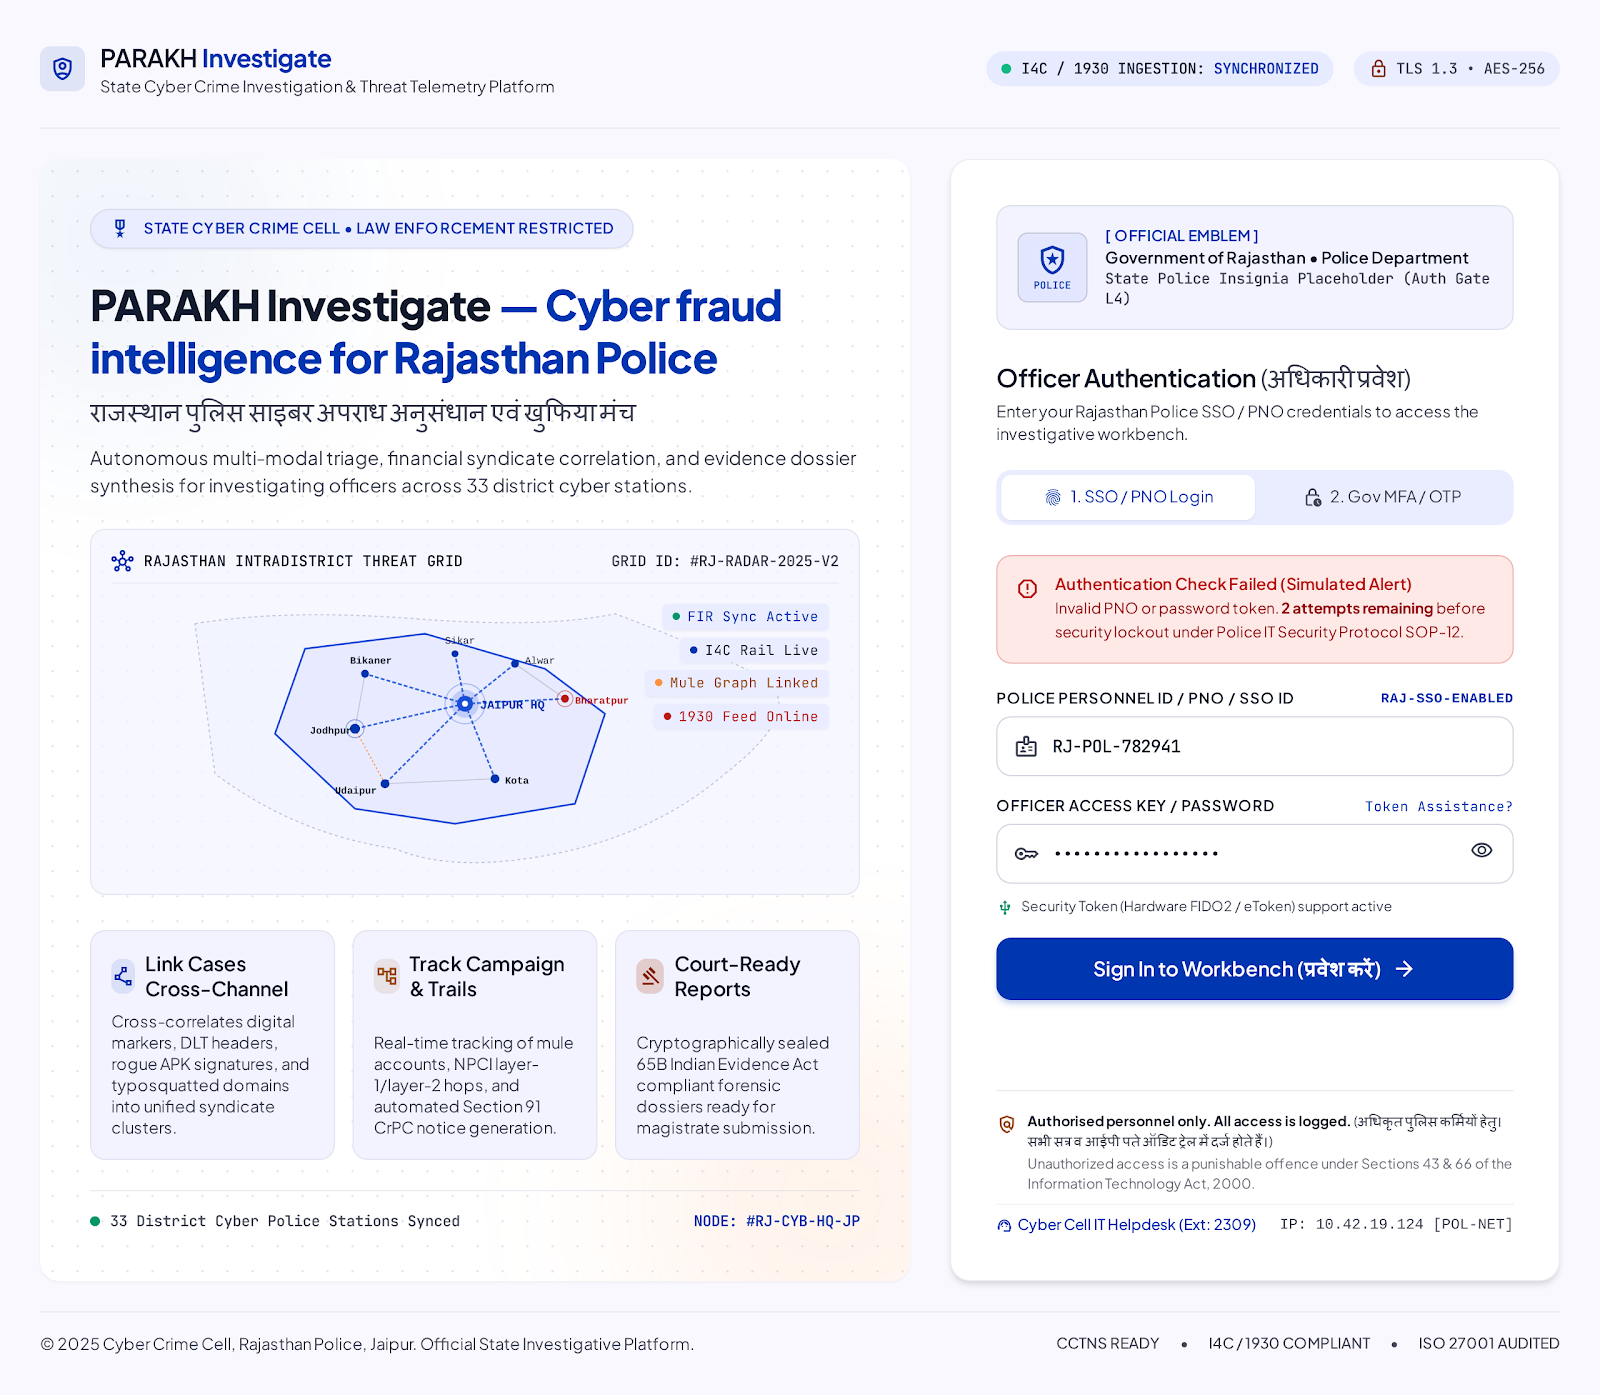 PARAKH Investigate
State Cyber Crime Investigation & Threat Telemetry Platform
I4C / 1930 INGESTION: SYNCHRONIZED
TLS 1.3 • AES-256
STATE CYBER CRIME CELL • LAW ENFORCEMENT RESTRICTED
PARAKH Investigate — Cyber fraud
intelligence for Rajasthan Police
राजस्थान पुलिस साइबर अपराध अनुसंधान एवं खुफिया मंच
Autonomous multi-modal triage, financial syndicate correlation, and evidence dossier
synthesis for investigating officers across 33 district cyber stations.
RAJASTHAN INTRADISTRICT THREAT GRID
GRID ID: #RJ-RADAR-2025-V2
FIR Sync Active
I4C Rail Live
Mule Graph Linked
1930 Feed Online
Sikar
Bikaner
Alwar
JAIPUR HQ
Bharatpur
Jodhpur
Kota
Udaipur
Link Cases
Cross-Channel
Cross-correlates digital
markers, DLT headers,
rogue APK signatures, and
typosquatted domains
into unified syndicate
clusters.
Track Campaign
& Trails
Real-time tracking of mule
accounts, NPCI layer-
1/layer-2 hops, and
automated Section 91
CrPC notice generation.
Court-Ready
Reports
Cryptographically sealed
65B Indian Evidence Act
compliant forensic
dossiers ready for
magistrate submission.
33 District Cyber Police Stations Synced
NODE: #RJ-CYB-HQ-JP
POLICE
[ OFFICIAL EMBLEM ]
Government of Rajasthan • Police Department
State Police Insignia Placeholder (Auth Gate
L4)
Officer Authentication (अधिकारी प्रवेश)
Enter your Rajasthan Police SSO / PNO credentials to access the
investigative workbench.
1. SSO / PNO Login
2. Gov MFA / OTP
Authentication Check Failed (Simulated Alert)
Invalid PNO or password token. 2 attempts remaining before
security lockout under Police IT Security Protocol SOP-12.
POLICE PERSONNEL ID / PNO / SSO ID
RAJ-SSO-ENABLED
RJ-POL-782941
OFFICER ACCESS KEY / PASSWORD
Token Assistance?
•••••••••••••••••
Security Token (Hardware FIDO2 / eToken) support active
Sign In to Workbench (प्रवेश करें) →
Authorised personnel only. All access is logged. (अधिकृत पुलिस कर्मियों हेतु।
सभी सत्र व आईपी पते ऑडिट ट्रेल में दर्ज होते हैं।)
Unauthorized access is a punishable offence under Sections 43 & 66 of the
Information Technology Act, 2000.
Cyber Cell IT Helpdesk (Ext: 2309)
IP: 10.42.19.124 [POL-NET]
© 2025 Cyber Crime Cell, Rajasthan Police, Jaipur. Official State Investigative Platform.
CCTNS READY • I4C / 1930 COMPLIANT • ISO 27001 AUDITED